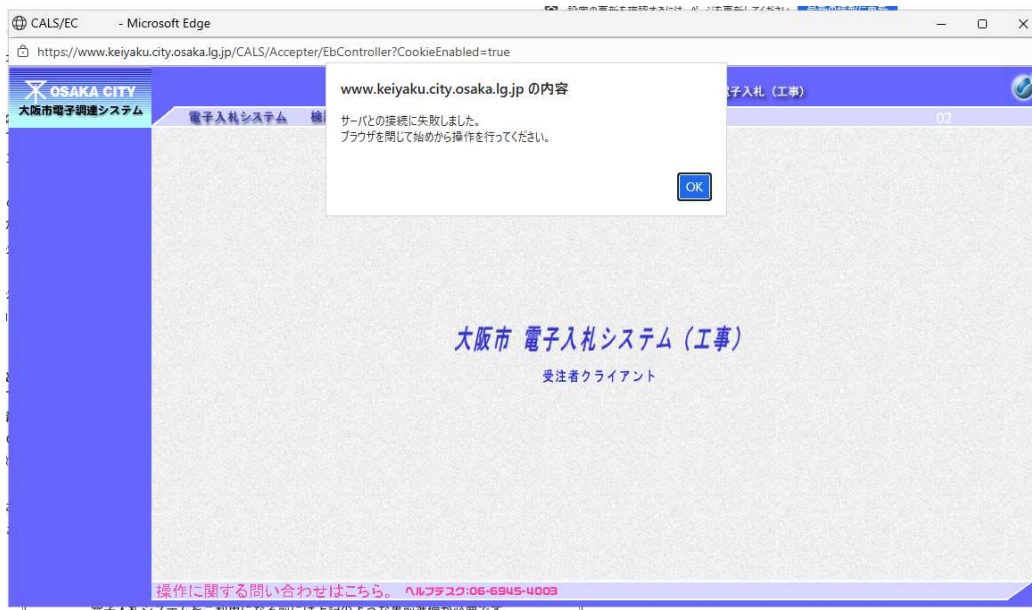 CALS/EC - Microsoft Edge
https://www.keiyaku.city.osaka.lg.jp/CALS/Accepter/EbController?CookieEnabled=true
OSAKA CITY
大阪市電子調達システム
子入札（工事）
電子入札システム
02
www.keiyaku.city.osaka.lg.jp の内容
サーバとの接続に失敗しました。
ブラウザを閉じて始めから操作を行ってください。
OK
大阪市 電子入札システム（工事）
受注者クライアント
操作に関する問い合わせはこちら。 ヘルプデスク:06-6945-4003